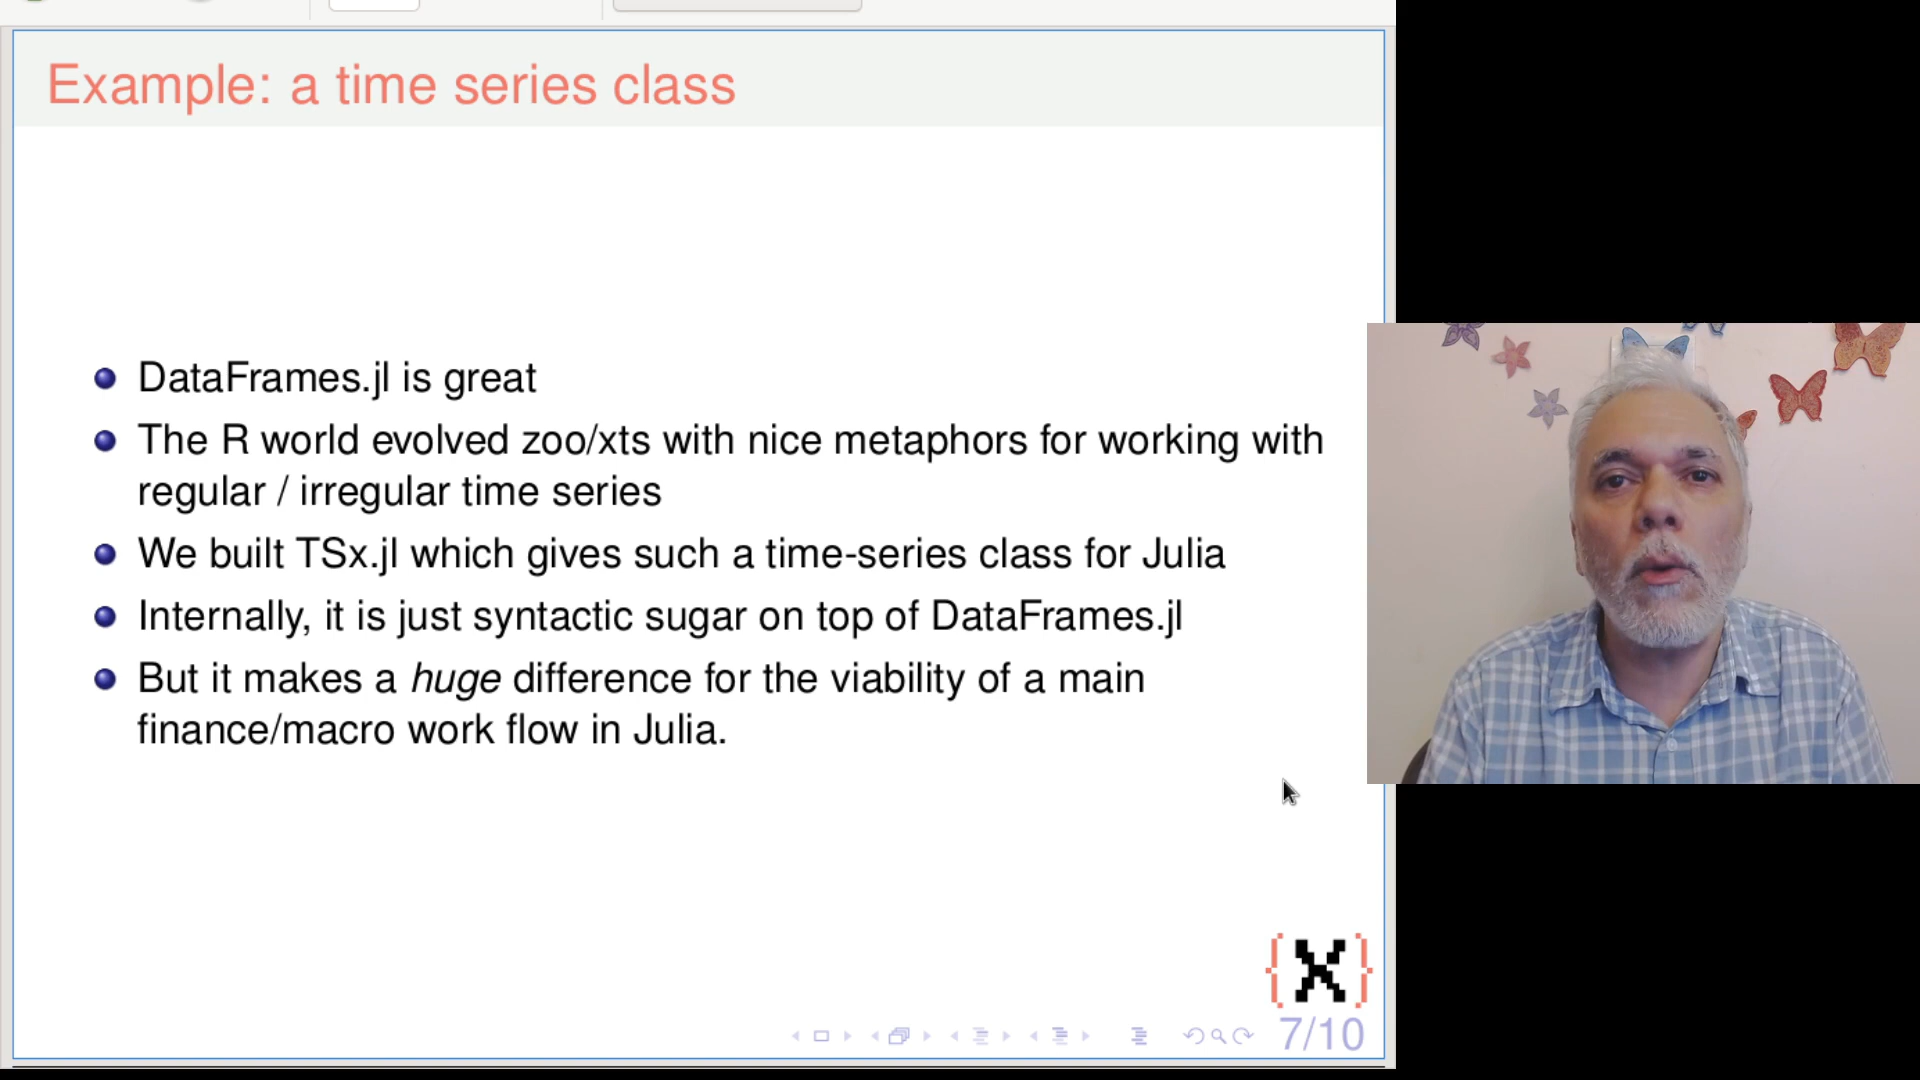 Example: a time series class
DataFrames.jl is great
The R world evolved zoo/xts with nice metaphors for working with
regular / irregular time series
We built TSx.jl which gives such a time-series class for Julia
Internally, it is just syntactic sugar on top of DataFrames.jl
But it makes a huge difference for the viability of a main
finance/macro work flow in Julia.
{X}
7/10